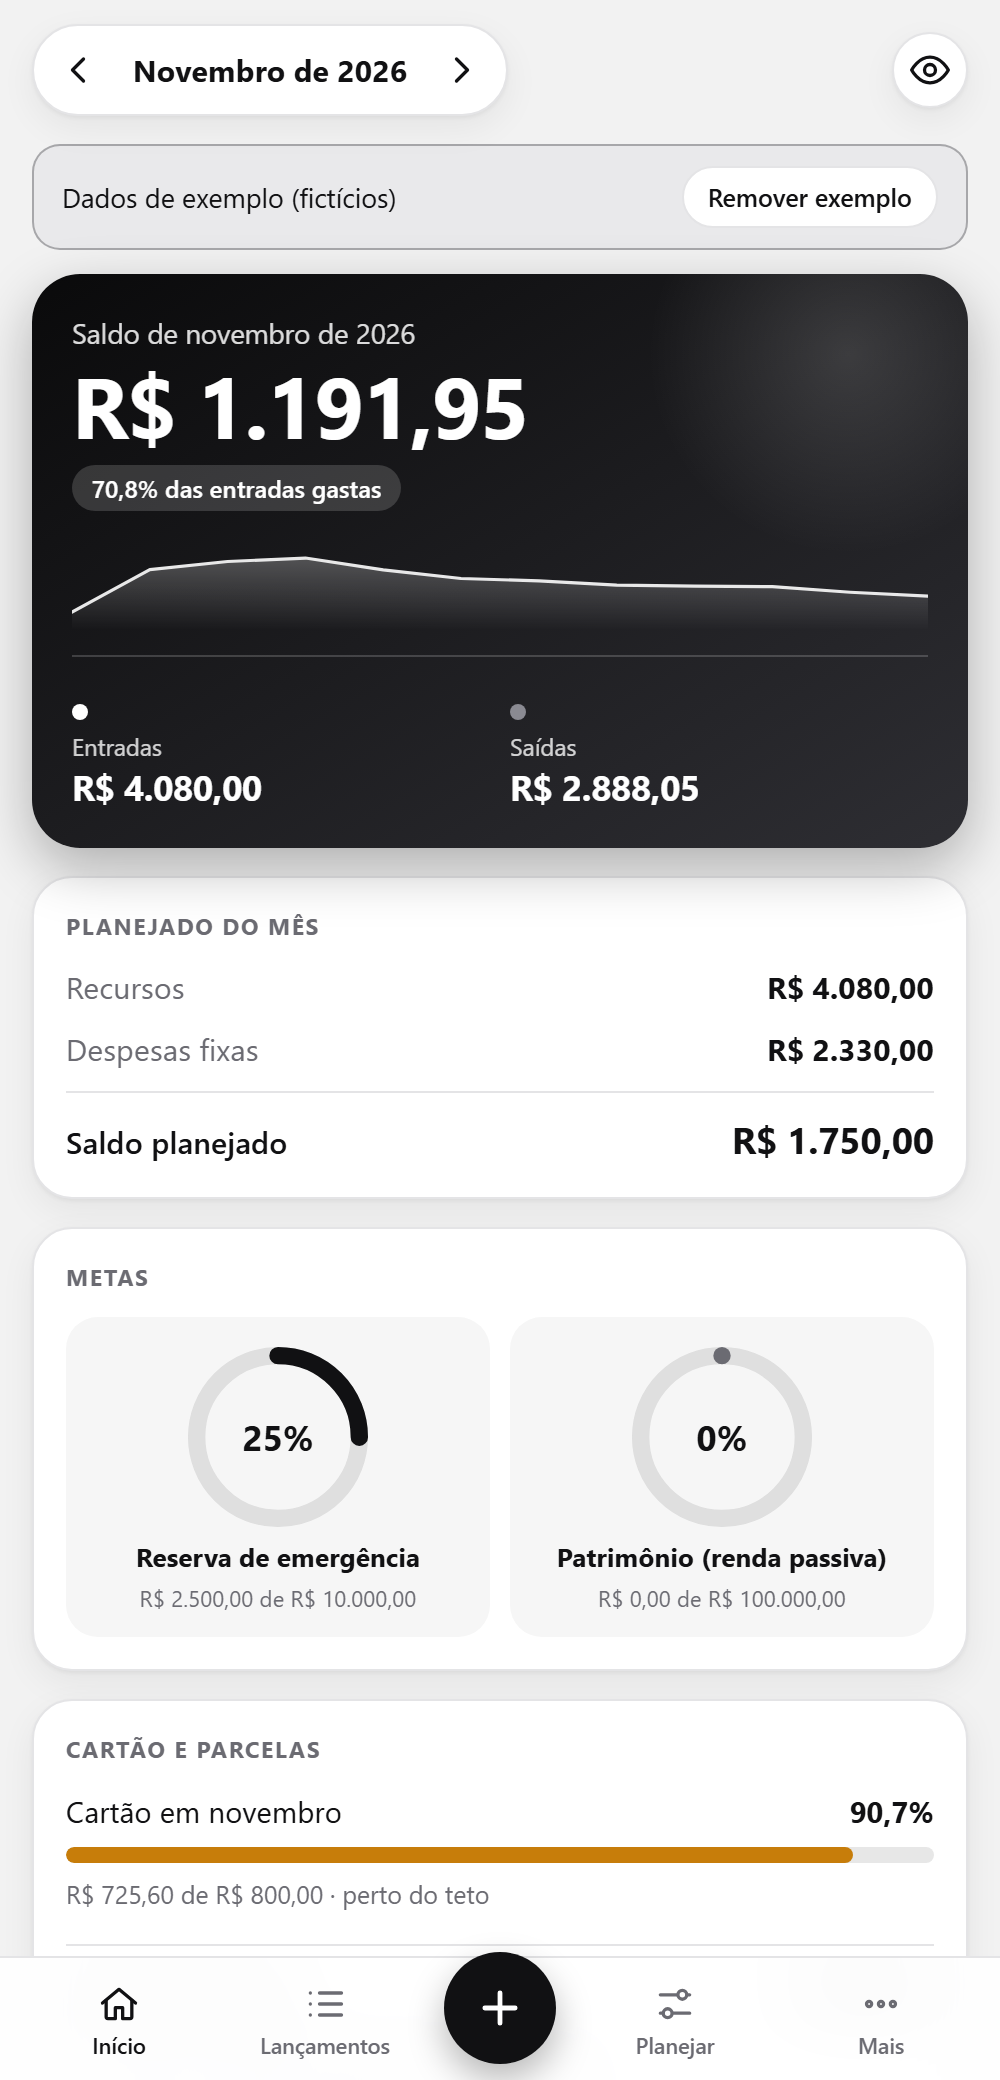 Novembro de 2026
Dados de exemplo (fictícios)
Remover exemplo
Saldo de novembro de 2026
R$ 1.191,95
70,8% das entradas gastas
Entradas
R$ 4.080,00
Saídas
R$ 2.888,05
PLANEJADO DO MÊS
Recursos
R$ 4.080,00
Despesas fixas
R$ 2.330,00
Saldo planejado
R$ 1.750,00
METAS
25%
Reserva de emergência
R$ 2.500,00 de R$ 10.000,00
0%
Patrimônio (renda passiva)
R$ 0,00 de R$ 100.000,00
CARTÃO E PARCELAS
Cartão em novembro
90,7%
R$ 725,60 de R$ 800,00 · perto do teto
Início
Lançamentos
Planejar
Mais